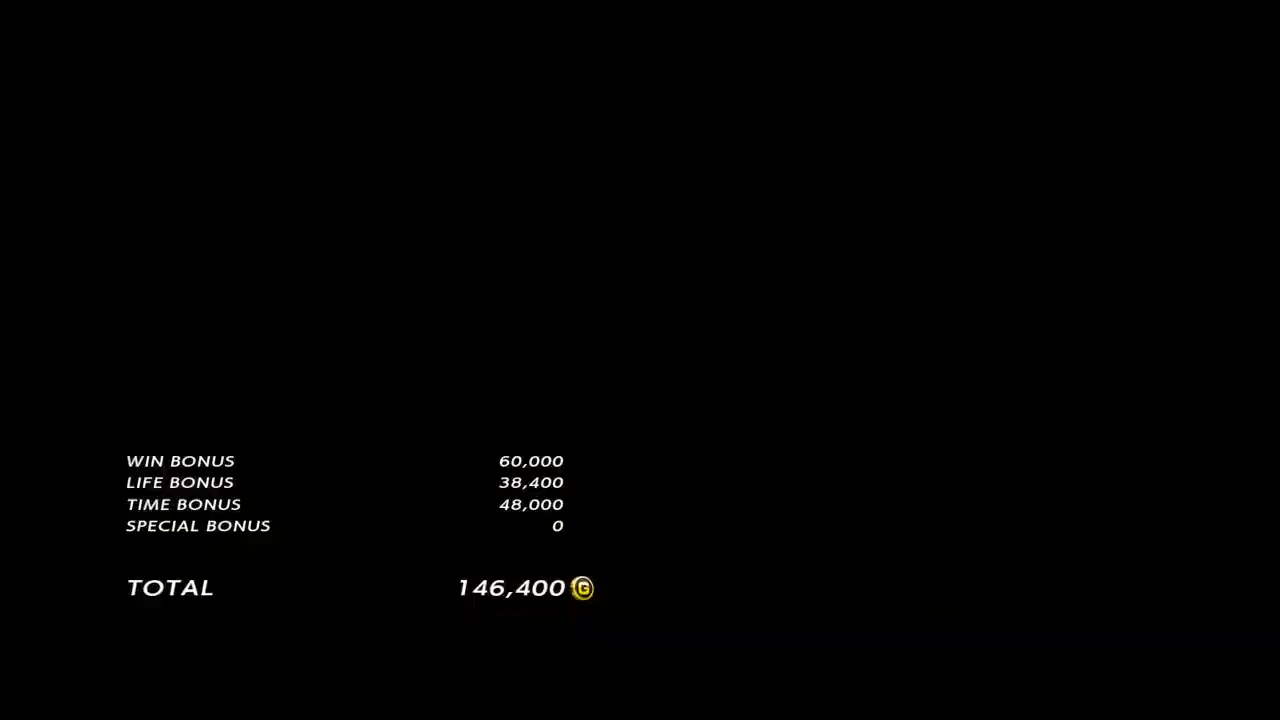 WIN BONUS 60,000
LIFE BONUS 38,400
TIME BONUS 48,000
SPECIAL BONUS 0
TOTAL 146,400 G